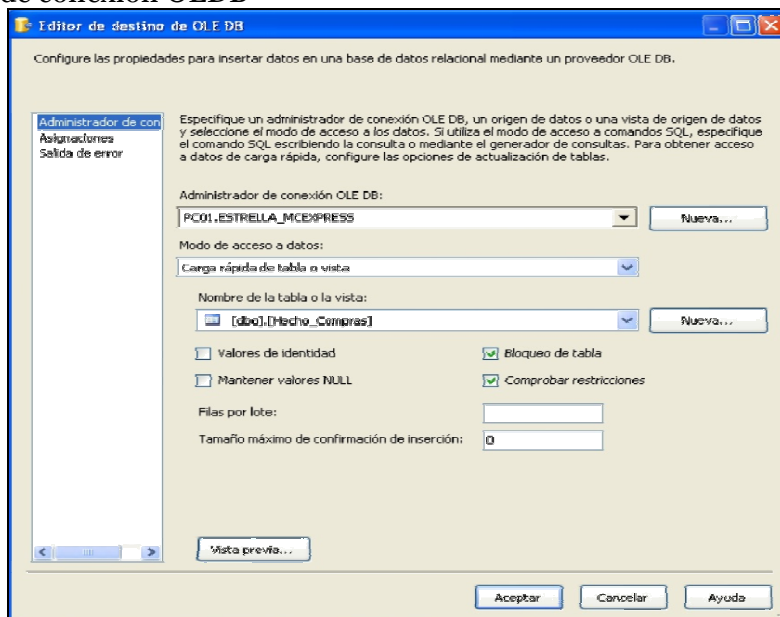 de conexión OLEDB
Editor de destino de OLE DB
Configure las propiedades para insertar datos en una base de datos relacional mediante un proveedor OLE DB.
Administrador de con
Asignaciones
Salida de error
Especifique un administrador de conexión OLE DB, un origen de datos o una vista de origen de datos
y seleccione el modo de acceso a los datos. Si utiliza el modo de acceso a comandos SQL, especifique
el comando SQL escribiendo la consulta o mediante el generador de consultas. Para obtener acceso
a datos de carga rápida, configure las opciones de actualización de tablas.
Administrador de conexión OLE DB:
PC01.ESTRELLA_MCEXPRESS Nueva...
Modo de acceso a datos:
Carga rápida de tabla o vista
Nombre de la tabla o la vista:
[dbo].[Hecho_Compras] Nueva...
Valores de identidad Bloqueo de tabla
Mantener valores NULL Comprobar restricciones
Filas por lote:
Tamaño máximo de confirmación de inserción: 0
Vista previa...
Aceptar Cancelar Ayuda